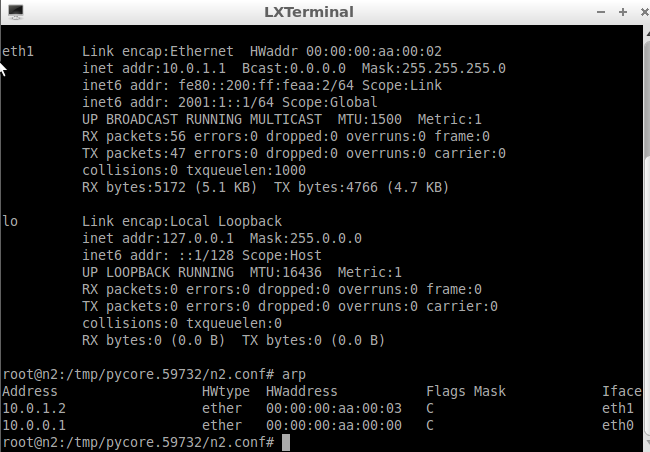 LXTerminal
eth1      Link encap:Ethernet  HWaddr 00:00:00:aa:00:02
          inet addr:10.0.1.1  Bcast:0.0.0.0  Mask:255.255.255.0
          inet6 addr: fe80::200:ff:feaa:2/64 Scope:Link
          inet6 addr: 2001:1::1/64 Scope:Global
          UP BROADCAST RUNNING MULTICAST  MTU:1500  Metric:1
          RX packets:56 errors:0 dropped:0 overruns:0 frame:0
          TX packets:47 errors:0 dropped:0 overruns:0 carrier:0
          collisions:0 txqueuelen:1000
          RX bytes:5172 (5.1 KB)  TX bytes:4766 (4.7 KB)
lo        Link encap:Local Loopback
          inet addr:127.0.0.1  Mask:255.0.0.0
          inet6 addr: ::1/128 Scope:Host
          UP LOOPBACK RUNNING  MTU:16436  Metric:1
          RX packets:0 errors:0 dropped:0 overruns:0 frame:0
          TX packets:0 errors:0 dropped:0 overruns:0 carrier:0
          collisions:0 txqueuelen:0
          RX bytes:0 (0.0 B)  TX bytes:0 (0.0 B)
root@n2:/tmp/pycore.59732/n2.conf# arp
Address                  HWtype  HWaddress           Flags Mask            Iface
10.0.1.2                 ether   00:00:00:aa:00:03   C                     eth1
10.0.0.1                 ether   00:00:00:aa:00:00   C                     eth0
root@n2:/tmp/pycore.59732/n2.conf#